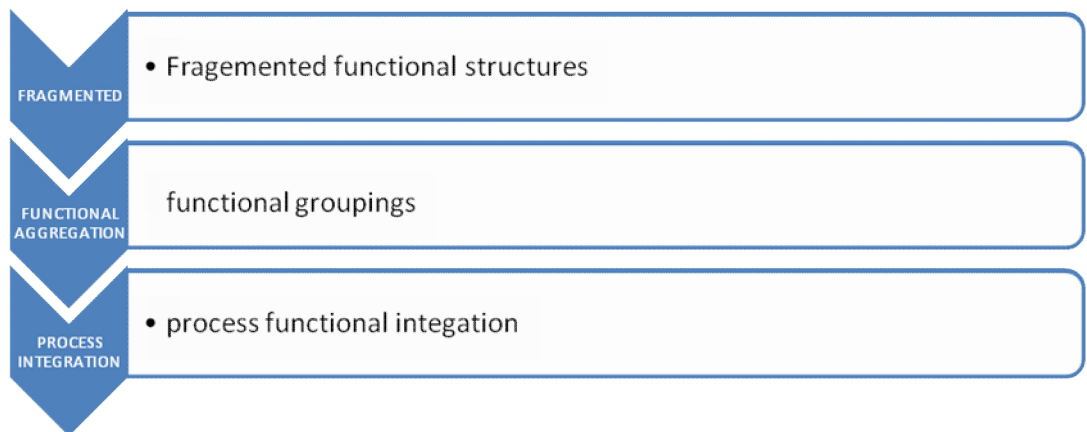 FRAGMENTED
• Fragemented functional structures
FUNCTIONAL
AGGREGATION
functional groupings
PROCESS
INTEGRATION
• process functional integation